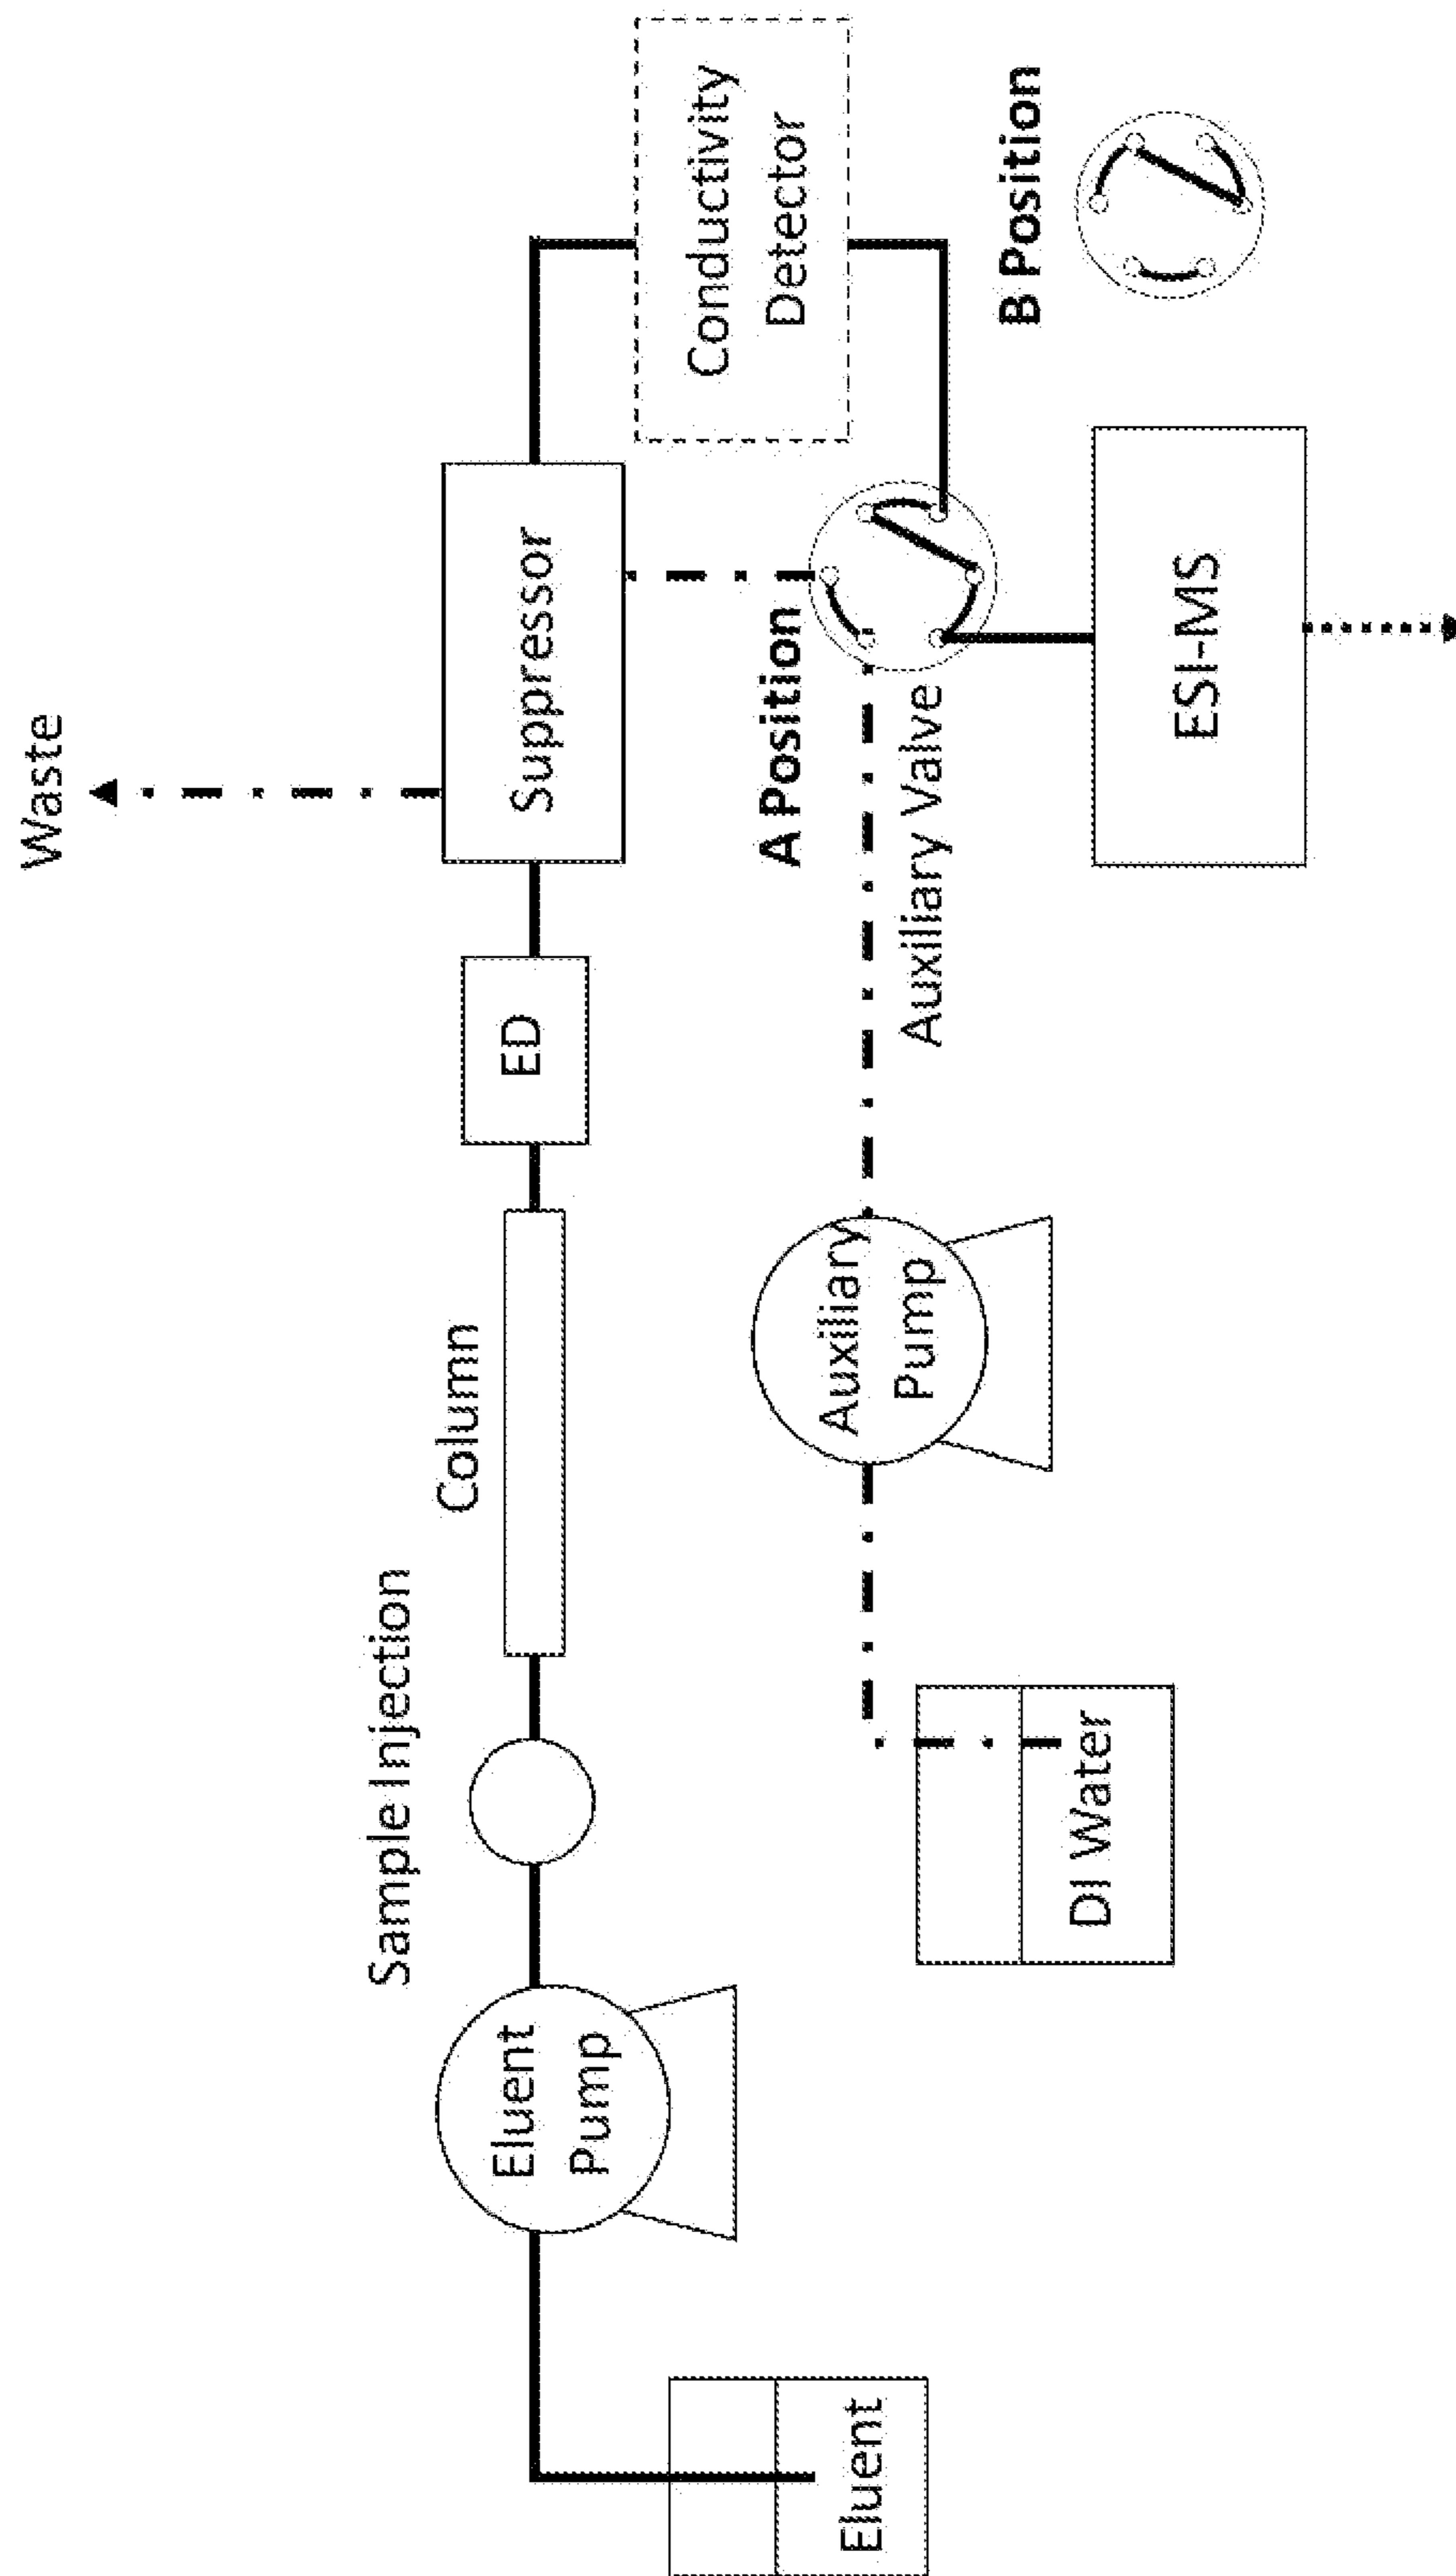 Waste
Sample Injection
Column
Eluent
Pump
ED
Suppressor
Conductivity
Detector
A Position
Auxiliary
Pump
Auxiliary Valve
B Position
Eluent
DI Water
ESI-MS